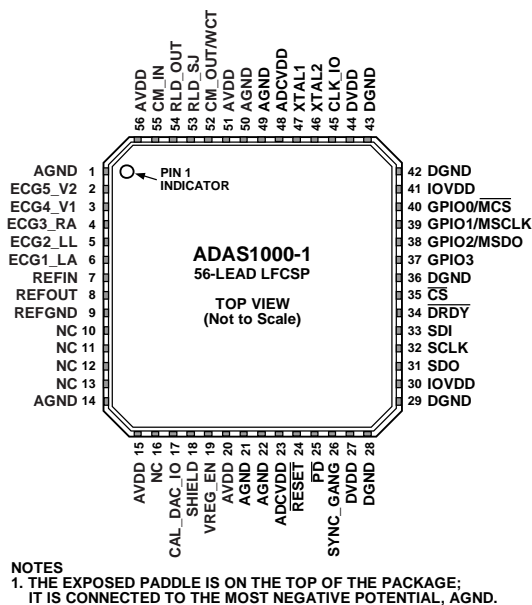 56 AVDD
55 CM_IN
54 RLD_OUT
53 RLD_SJ
52 CM_OUT/WCT
51 AVDD
50 AGND
49 AGND
48 ADCVDD
47 XTAL1
46 XTAL2
45 CLK_IO
44 DVDD
43 DGND
AGND 1
ECG5_V2 2
ECG4_V1 3
ECG3_RA 4
ECG2_LL 5
ECG1_LA 6
REFIN 7
REFOUT 8
REFGND 9
NC 10
NC 11
NC 12
NC 13
AGND 14
PIN 1
INDICATOR
ADAS1000-1
56-LEAD LFCSP
TOP VIEW
(Not to Scale)
42 DGND
41 IOVDD
40 GPIO0/MCS
39 GPIO1/MSCLK
38 GPIO2/MSDO
37 GPIO3
36 DGND
35 CS
34 DRDY
33 SDI
32 SCLK
31 SDO
30 IOVDD
29 DGND
AVDD 15
NC 16
CAL_DAC_IO 17
SHIELD 18
VREG_EN 19
AVDD 20
AGND 21
AGND 22
ADCVDD 23
RESET 24
PD 25
SYNC_GANG 26
DVDD 27
DGND 28
NOTES
1. THE EXPOSED PADDLE IS ON THE TOP OF THE PACKAGE;
IT IS CONNECTED TO THE MOST NEGATIVE POTENTIAL, AGND.